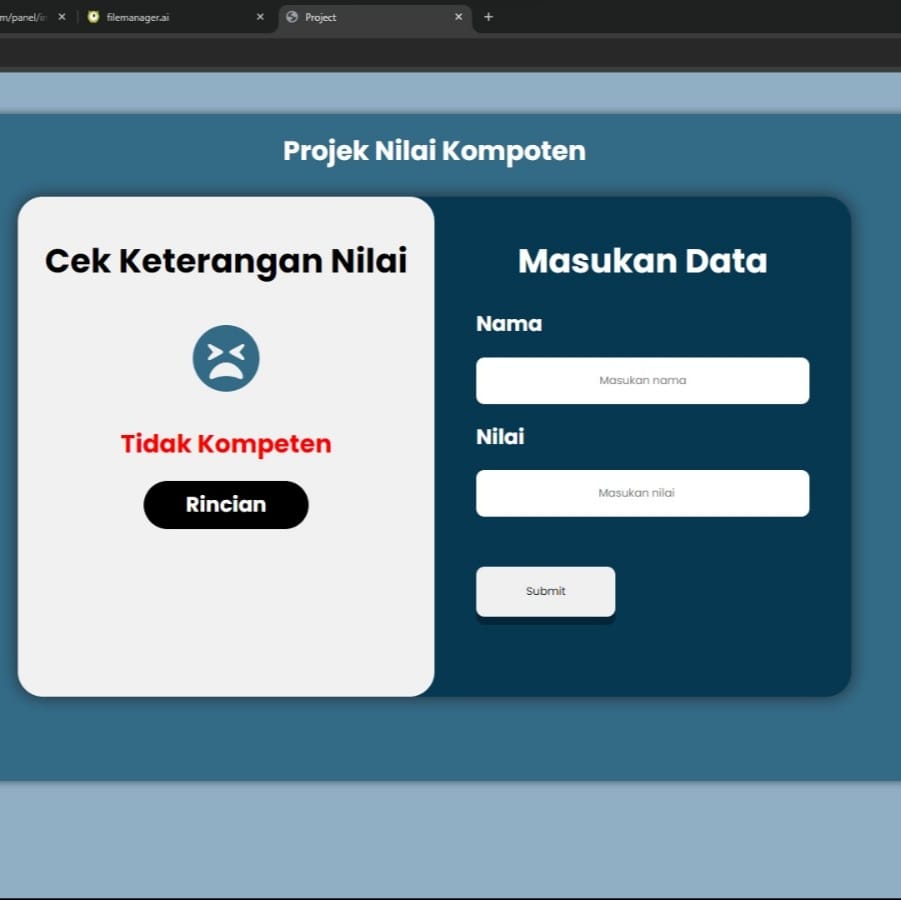 m/panel/in
filemanager.ai
Project
Projek Nilai Kompoten
Cek Keterangan Nilai
Tidak Kompeten
Rincian
Masukan Data
Nama
Masukan nama
Nilai
Masukan nilai
Submit